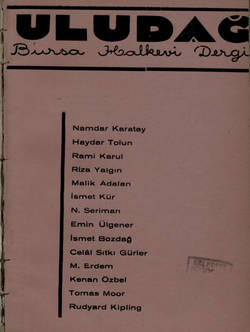 ULUDAĞ
Bursa Halkevi Dergi
Namdar Karatay
Haydar Tolun
Rami Karul
Rıza Yalgın
Malik Adalan
İsmet Kür
N. Seriman
Emin Ülgener
İsmet Bozdağ
Celâl Sıtkı Gürler
M. Erdem
Kenan Özbel
Tomas Moor
Rudyard Kipling